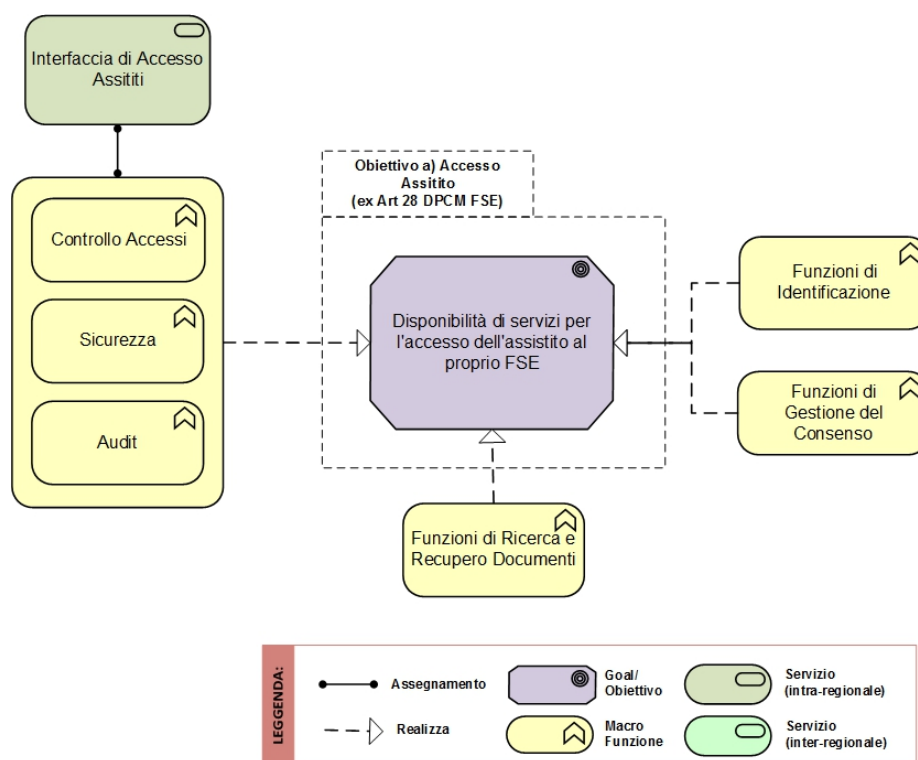 Interfaccia di Accesso
Assititi
Controllo Accessi
Sicurezza
Audit
Obiettivo a) Accesso
Assitito
(ex Art 28 DPCM FSE)
Disponibilità di servizi per
l'accesso dell'assistito al
proprio FSE
Funzioni di
Identificazione
Funzioni di
Gestione del
Consenso
Funzioni di Ricerca e
Recupero Documenti
LEGGENDA:
Assegnamento
Realizza
Goal/
Obiettivo
Macro
Funzione
Servizio
(intra-regionale)
Servizio
(inter-regionale)